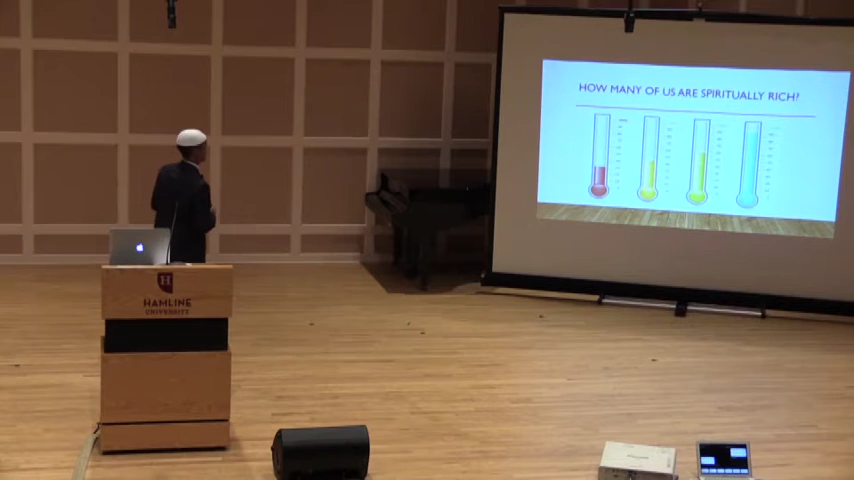 HOW MANY OF US ARE SPIRITUALLY RICH?
H
HAMLINE
UNIVERSITY